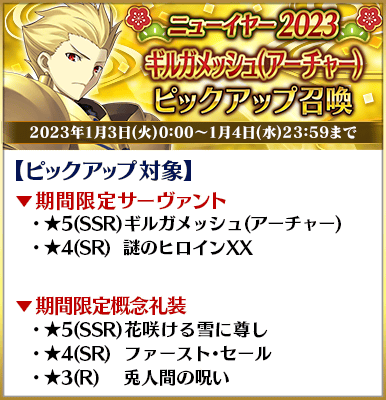 ニューイヤー2023
ギルガメッシュ(アーチャー)
ピックアップ召喚
2023年1月3日(火)0:00～1月4日(水)23:59まで
【ピックアップ対象】
▼期間限定サーヴァント
・★5(SSR)ギルガメッシュ(アーチャー)
・★4(SR) 謎のヒロインXX
▼期間限定概念礼装
・★5(SSR)花咲ける雪に尊し
・★4(SR) ファースト・セール
・★3(R) 兎人間の呪い